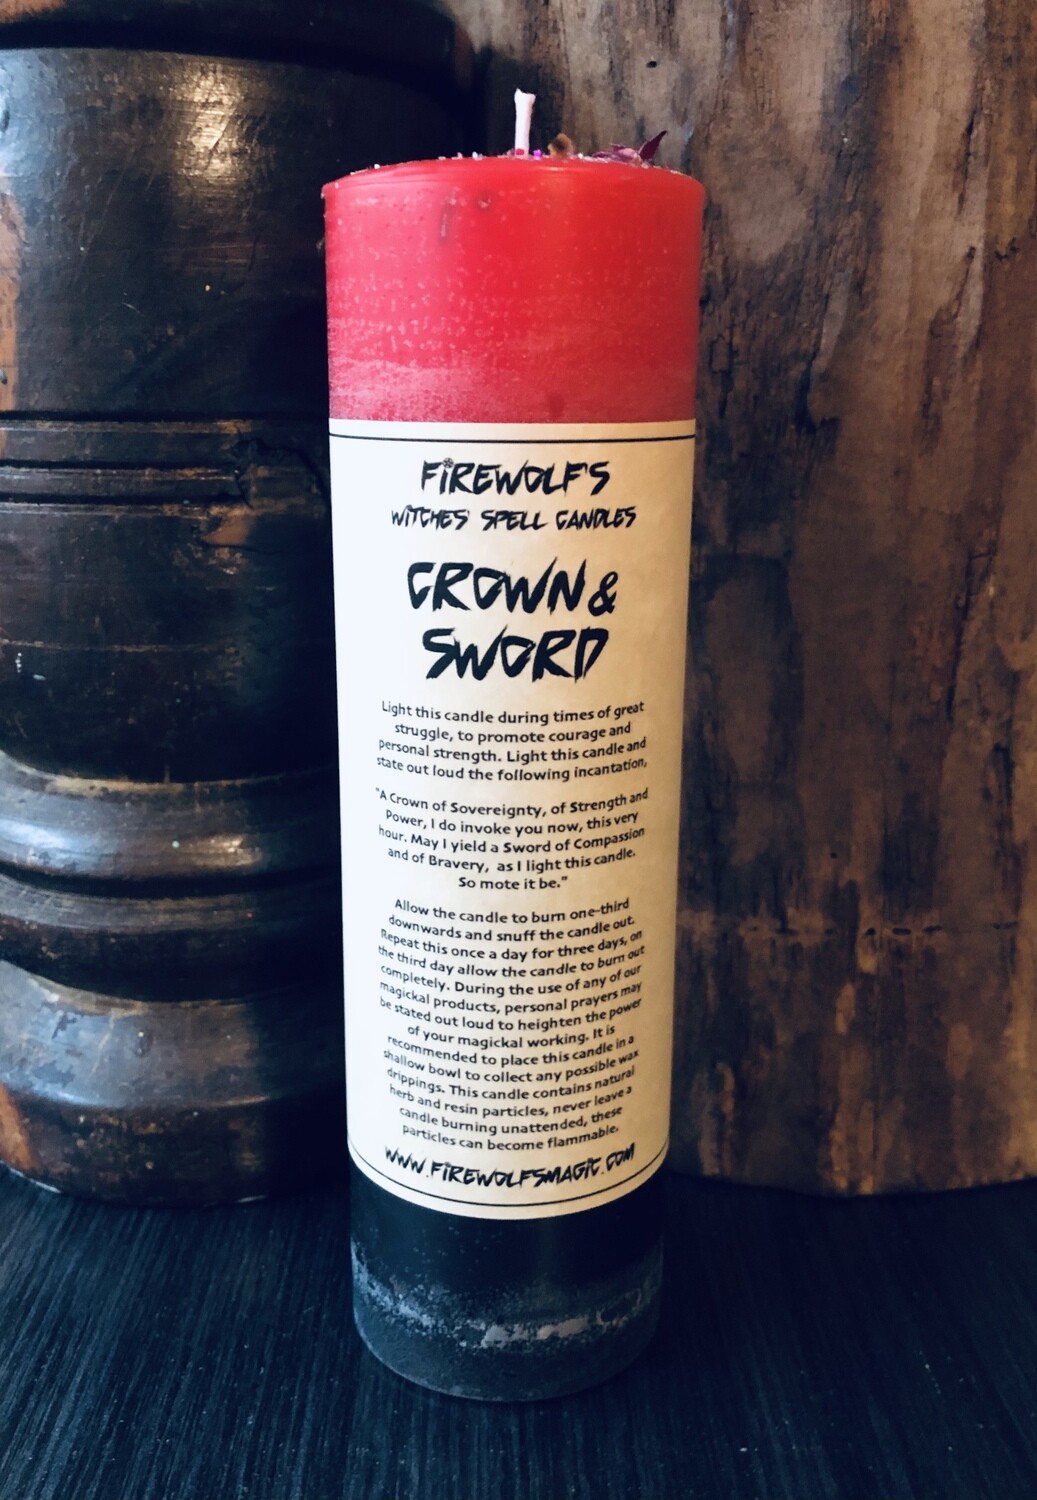 FIREWOLF'S
WITCHES' SPELL CANDLES
CROWN &
SWORD
Light this candle during times of great
struggle, to promote courage and
personal strength. Light this candle and
state out loud the following incantation,
"A Crown of Sovereignty, of Strength and
Power, I do invoke you now, this very
hour. May I yield a Sword of Compassion
and of Bravery, as I light this candle.
So mote it be."
Allow the candle to burn one-third
downwards and snuff the candle out.
Repeat this once a day for three days, on
the third day allow the candle to burn out
completely. During the use of any of our
magickal products, personal prayers may
be stated out loud to heighten the power
of your magickal working. It is
recommended to place this candle in a
shallow bowl to collect any possible wax
drippings. This candle contains natural
herb and resin particles, never leave a
candle burning unattended, these
particles can become flammable.
WWW.FIREWOLFSMAGIC.COM